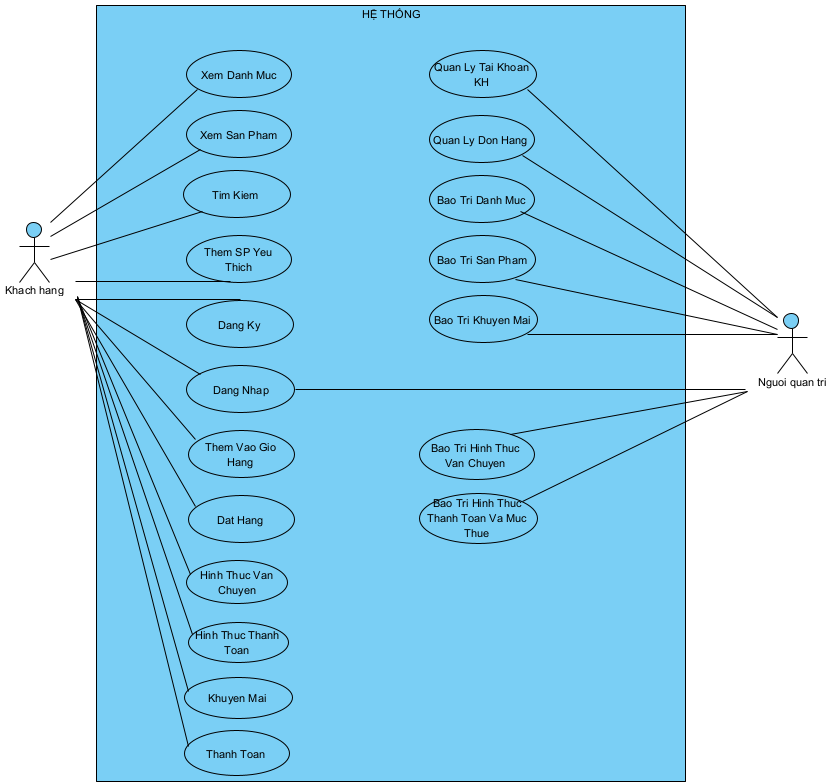 HỆ THỐNG
Xem Danh Muc
Xem San Pham
Tim Kiem
Them SP Yeu
Thich
Dang Ky
Dang Nhap
Them Vao Gio
Hang
Dat Hang
Hinh Thuc Van
Chuyen
Hinh Thuc Thanh
Toan
Khuyen Mai
Thanh Toan
Quan Ly Tai Khoan
KH
Quan Ly Don Hang
Bao Tri Danh Muc
Bao Tri San Pham
Bao Tri Khuyen Mai
Bao Tri Hinh Thuc
Van Chuyen
Bao Tri Hinh Thuc
Thanh Toan Va Muc
Thue
Khach hang
Nguoi quan tri